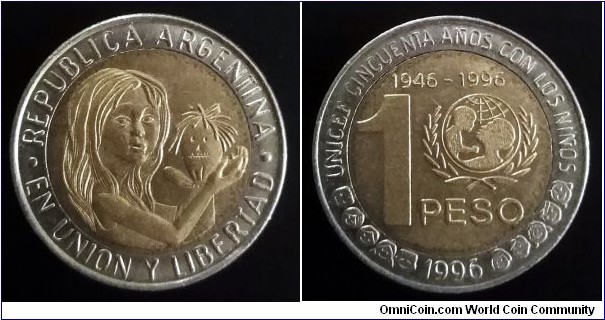 · REPUBLICA ARGENTINA ·
EN UNION Y LIBERTAD
UNICEF CINCUENTA AÑOS CON LOS NIÑOS
1946 - 1996
1
PESO
1996
OmniCoin.com World Coin Community